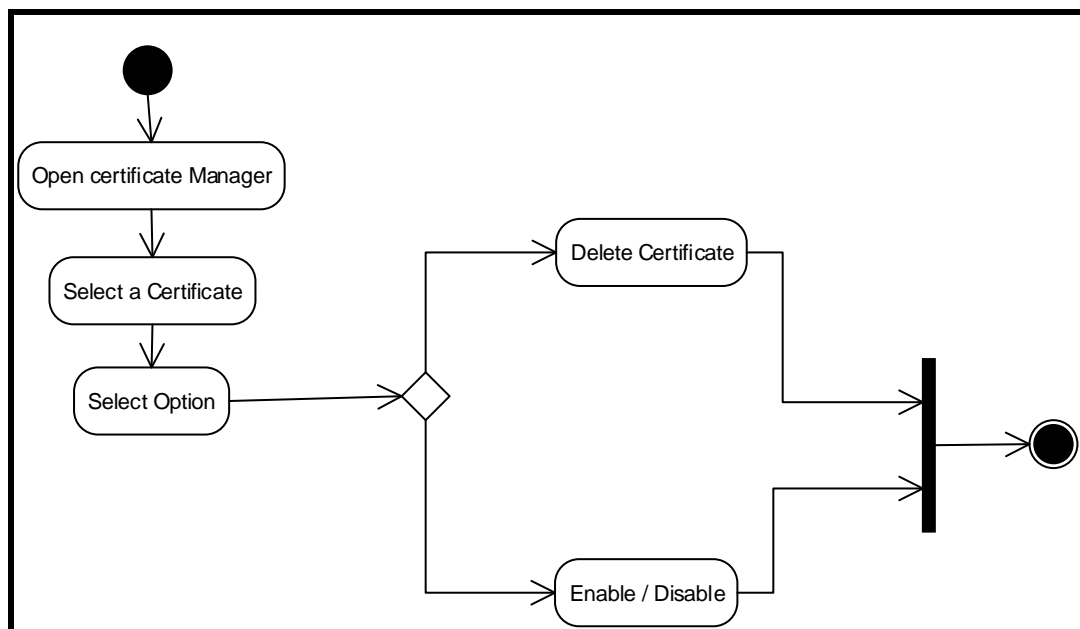 Open certificate Manager
Select a Certificate
Select Option
Delete Certificate
Enable / Disable